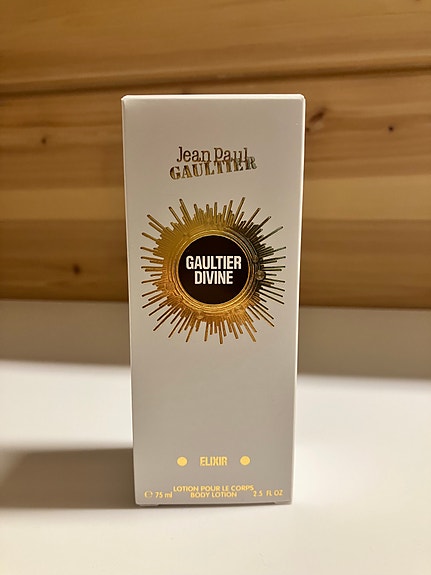 Jean Paul
GAULTIER
GAULTIER
DIVINE
ELIXIR
LOTION POUR LE CORPS
℮ 75 ml BODY LOTION 2.5 FL OZ